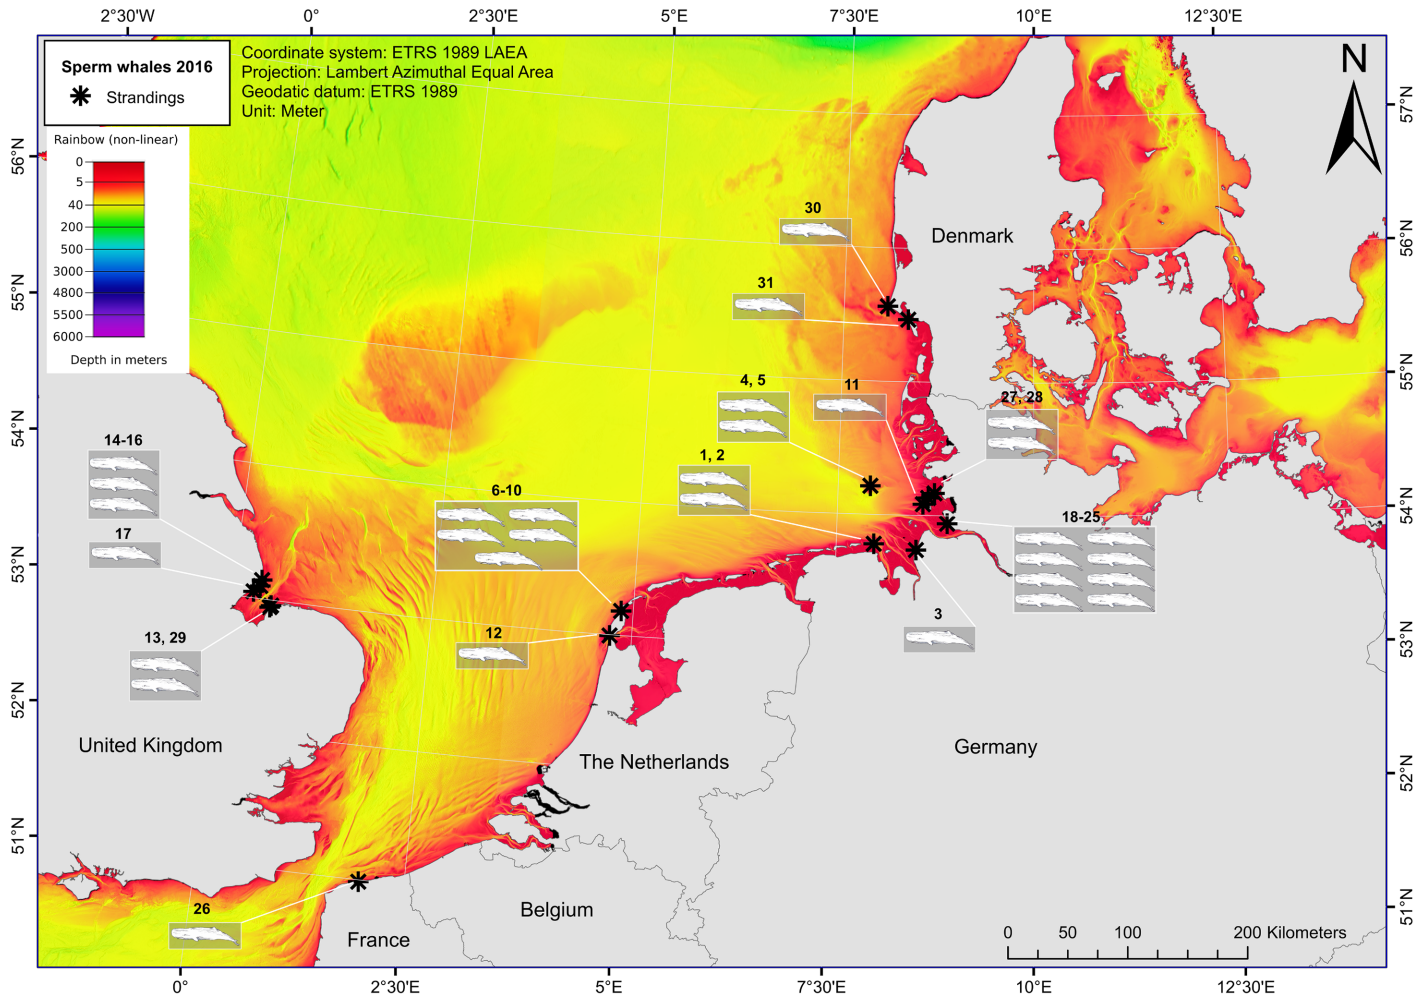 2°30'W 0° 2°30'E 5°E 7°30'E 10°E 12°30'E
Sperm whales 2016
Strandings
Coordinate system: ETRS 1989 LAEA
Projection: Lambert Azimuthal Equal Area
Geodatic datum: ETRS 1989
Unit: Meter
N
Rainbow (non-linear)
0
5
40
200
500
3000
4800
5500
6000
Depth in meters
56°N
55°N
54°N
53°N
52°N
51°N
57°N
56°N
55°N
54°N
53°N
52°N
51°N
30
Denmark
31
4, 5
11
27, 28
14-16
1, 2
6-10
18-25
17
3
13, 29
12
United Kingdom
The Netherlands
Germany
26
Belgium
France
0 50 100 200 Kilometers
0° 2°30'E 5°E 7°30'E 10°E 12°30'E